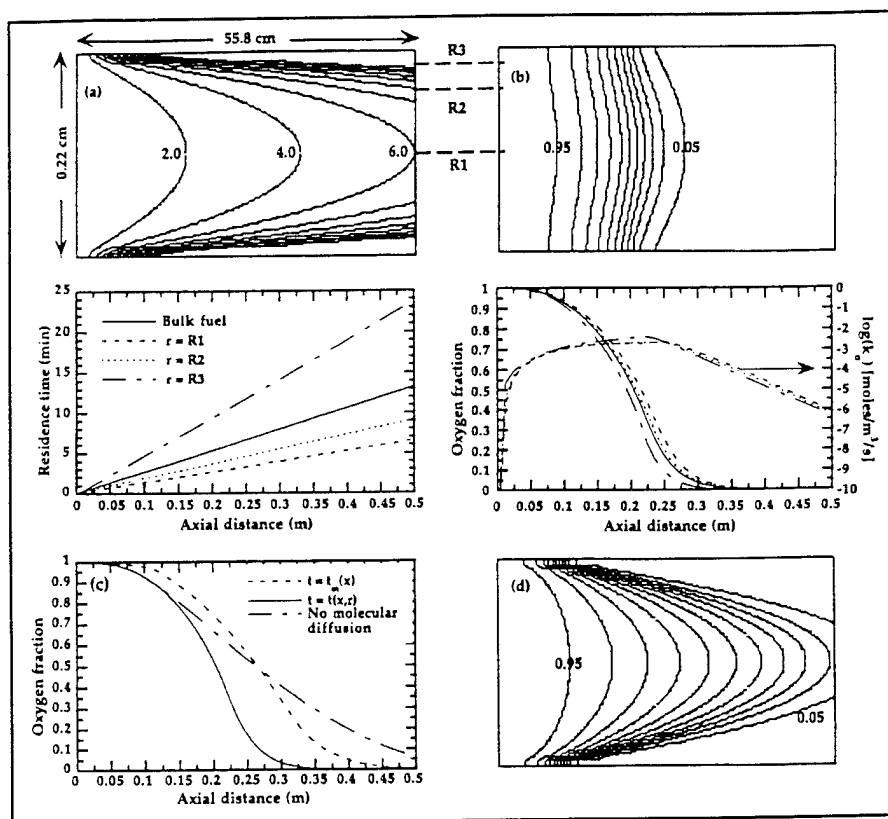 55.8 cm
0.22 cm
(a)
2.0
4.0
6.0
R3
R2
R1
(b)
0.95
0.05
25
20
15
10
5
0
Residence time (min)
Bulk fuel
r = R1
r = R2
r = R3
0 0.05 0.1 0.15 0.2 0.25 0.3 0.35 0.4 0.45 0.5
Axial distance (m)
1
0.9
0.8
0.7
0.6
0.5
0.4
0.3
0.2
0.1
0
Oxygen fraction
0
-1
-2
-3
-4
-5
-6
-7
-8
-9
-10
log(k ) [moles/m³/s]
0 0.05 0.1 0.15 0.2 0.25 0.3 0.35 0.4 0.45 0.5
Axial distance (m)
1
0.9
0.8
0.7
0.6
0.5
0.4
0.3
0.2
0.1
0
Oxygen fraction
(c)
t = tm(x)
t = t(x,r)
No molecular
diffusion
0 0.05 0.1 0.15 0.2 0.25 0.3 0.35 0.4 0.45 0.5
Axial distance (m)
(d)
0.95
0.05